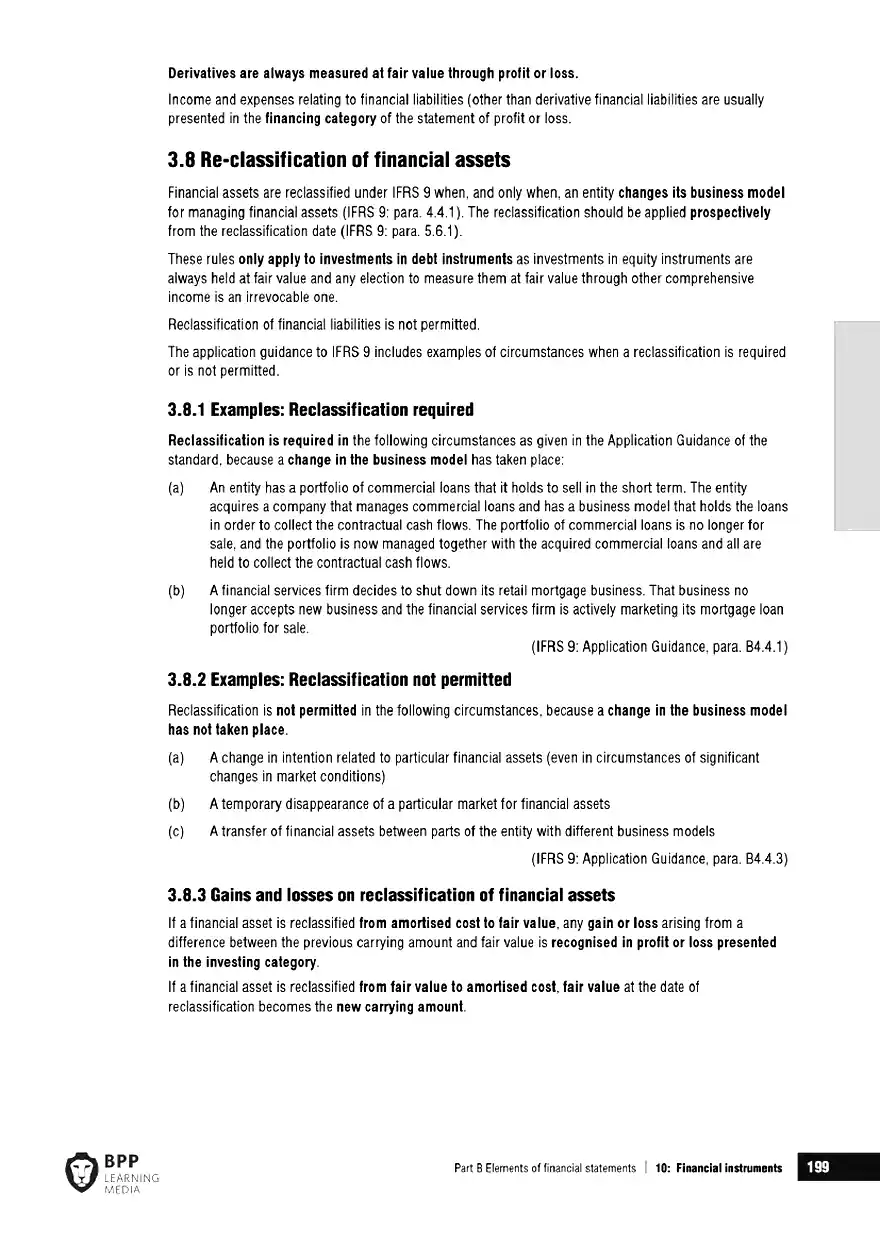 Derivatives are always measured at fair value through profit or loss.
Income and expenses relating to financial liabilities (other than derivative financial liabilities are usually
presented in the financing category of the statement of profit or loss.
3.8 Re-classification of financial assets
Financial assets are reclassified under IFRS 9 when, and only when, an entity changes its business model
for managing financial assets (IFRS 9: para. 4.4.1). The reclassification should be applied prospectively
from the reclassification date (IFRS 9: para. 5.6.1).
These rules only apply to investments in debt instruments as investments in equity instruments are
always held at fair value and any election to measure them at fair value through other comprehensive
income is an irrevocable one.
Reclassification of financial liabilities is not permitted.
The application guidance to IFRS 9 includes examples of circumstances when a reclassification is required
or is not permitted.
3.8.1 Examples: Reclassification required
Reclassification is required in the following circumstances as given in the Application Guidance of the
standard, because a change in the business model has taken place:
(a) An entity has a portfolio of commercial loans that it holds to sell in the short term. The entity
acquires a company that manages commercial loans and has a business model that holds the loans
in order to collect the contractual cash flows. The portfolio of commercial loans is no longer for
sale, and the portfolio is now managed together with the acquired commercial loans and all are
held to collect the contractual cash flows.
(b) A financial services firm decides to shut down its retail mortgage business. That business no
longer accepts new business and the financial services firm is actively marketing its mortgage loan
portfolio for sale.
(IFRS 9: Application Guidance, para. B4.4.1)
3.8.2 Examples: Reclassification not permitted
Reclassification is not permitted in the following circumstances, because a change in the business model
has not taken place.
(a) A change in intention related to particular financial assets (even in circumstances of significant
changes in market conditions)
(b) A temporary disappearance of a particular market for financial assets
(c) A transfer of financial assets between parts of the entity with different business models
(IFRS 9: Application Guidance, para. B4.4.3)
3.8.3 Gains and losses on reclassification of financial assets
If a financial asset is reclassified from amortised cost to fair value, any gain or loss arising from a
difference between the previous carrying amount and fair value is recognised in profit or loss presented
in the investing category.
If a financial asset is reclassified from fair value to amortised cost, fair value at the date of
reclassification becomes the new carrying amount.
BPP
LEARNING
MEDIA
Part B Elements of financial statements | 10: Financial instruments 199